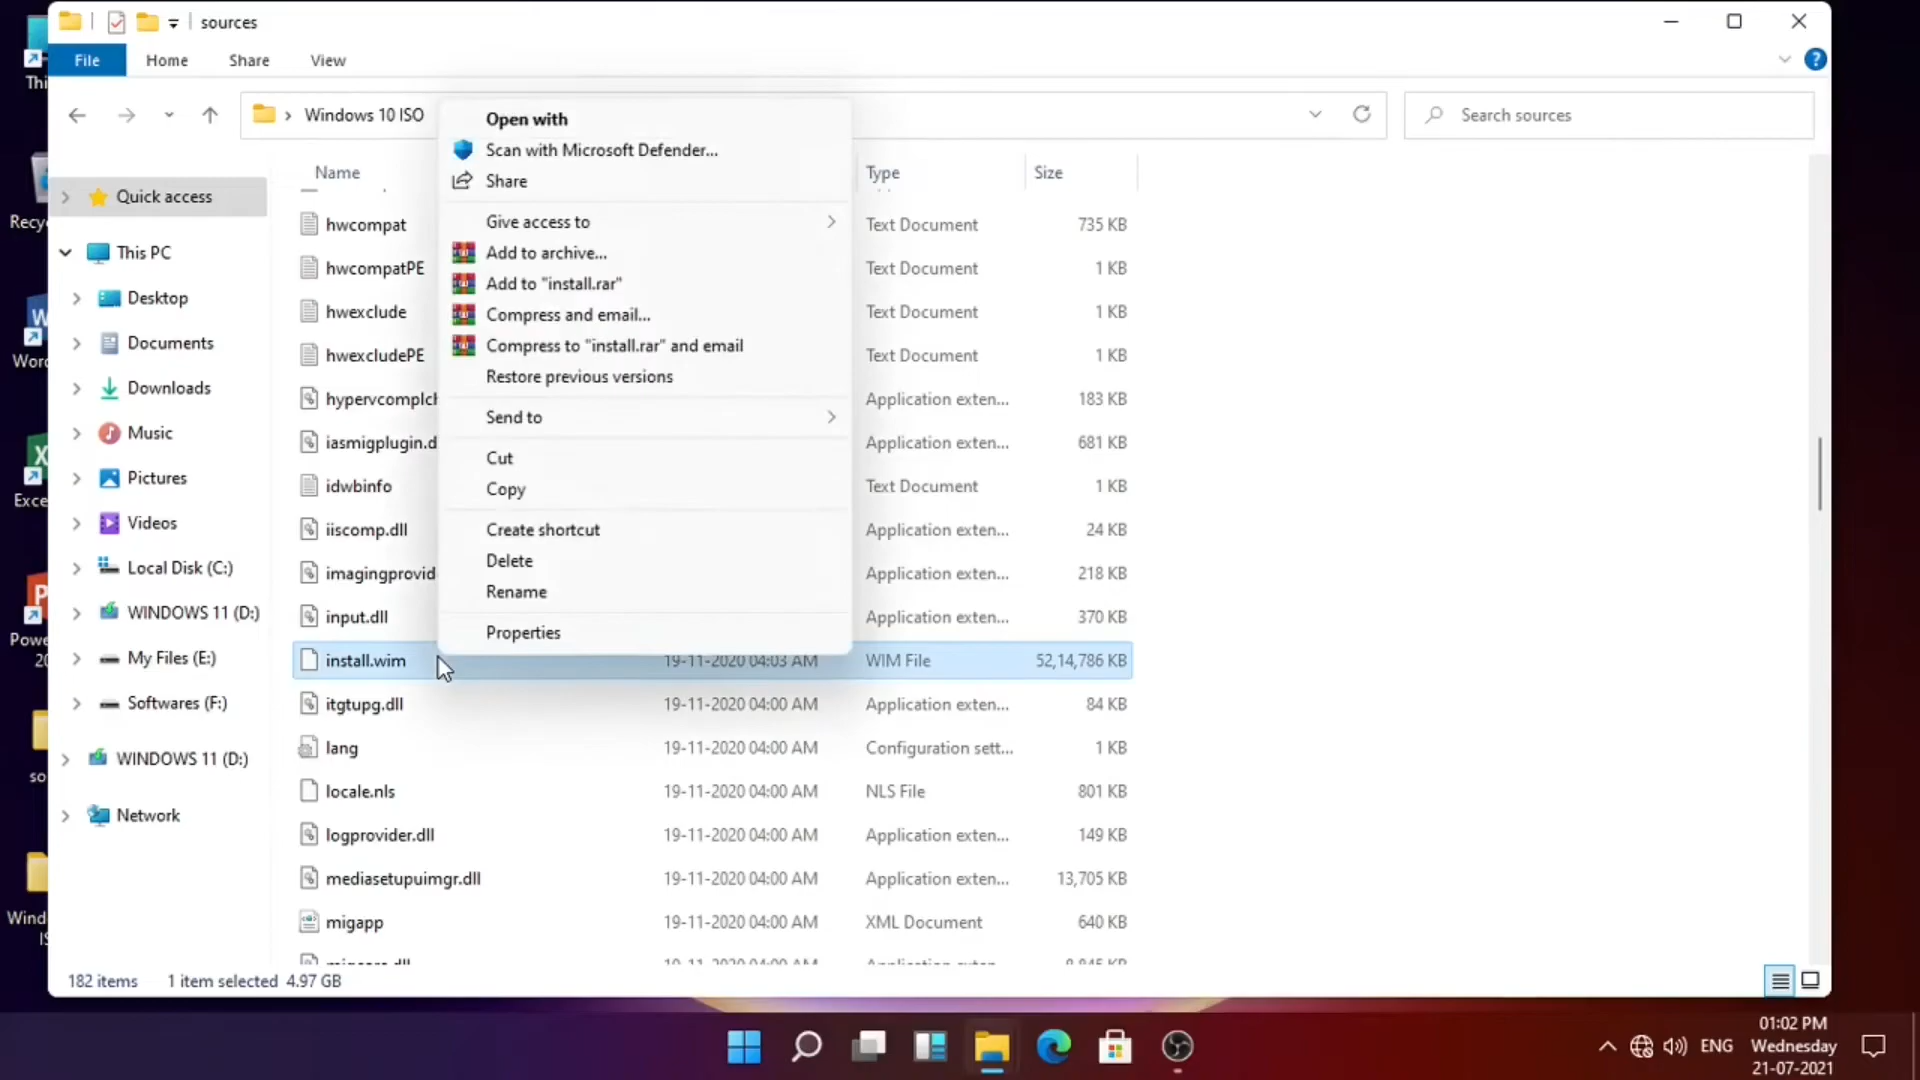 sources
File
Home
Share
View
Windows 10 ISO
Search sources
Name
Type
Size
Quick access
This PC
Desktop
Documents
Downloads
Music
Pictures
Videos
Local Disk (C:)
WINDOWS 11 (D:)
My Files (E:)
Softwares (F:)
WINDOWS 11 (D:)
Network
Open with
Scan with Microsoft Defender...
Share
Give access to
Add to archive...
Add to "install.rar"
Compress and email...
Compress to "install.rar" and email
Restore previous versions
Send to
Cut
Copy
Create shortcut
Delete
Rename
Properties
hwcompat Text Document 735 KB
hwcompatPE Text Document 1 KB
hwexclude Text Document 1 KB
hwexcludePE Text Document 1 KB
hypervcomplc Application exten... 183 KB
iasmigplugin.d Application exten... 681 KB
idwbinfo Text Document 1 KB
iiscomp.dll Application exten... 24 KB
imagingprovid Application exten... 218 KB
input.dll Application exten... 370 KB
install.wim 19-11-2020 04:03 AM WIM File 52,14,786 KB
itgtupg.dll 19-11-2020 04:00 AM Application exten... 84 KB
lang 19-11-2020 04:00 AM Configuration sett... 1 KB
locale.nls 19-11-2020 04:00 AM NLS File 801 KB
logprovider.dll 19-11-2020 04:00 AM Application exten... 149 KB
mediasetupuimgr.dll 19-11-2020 04:00 AM Application exten... 13,705 KB
migapp 19-11-2020 04:00 AM XML Document 640 KB
182 items 1 item selected 4.97 GB
Thi
Recy
Word
Exce
Powe
20
so
Wind
IS
ENG
01:02 PM
Wednesday
21-07-2021